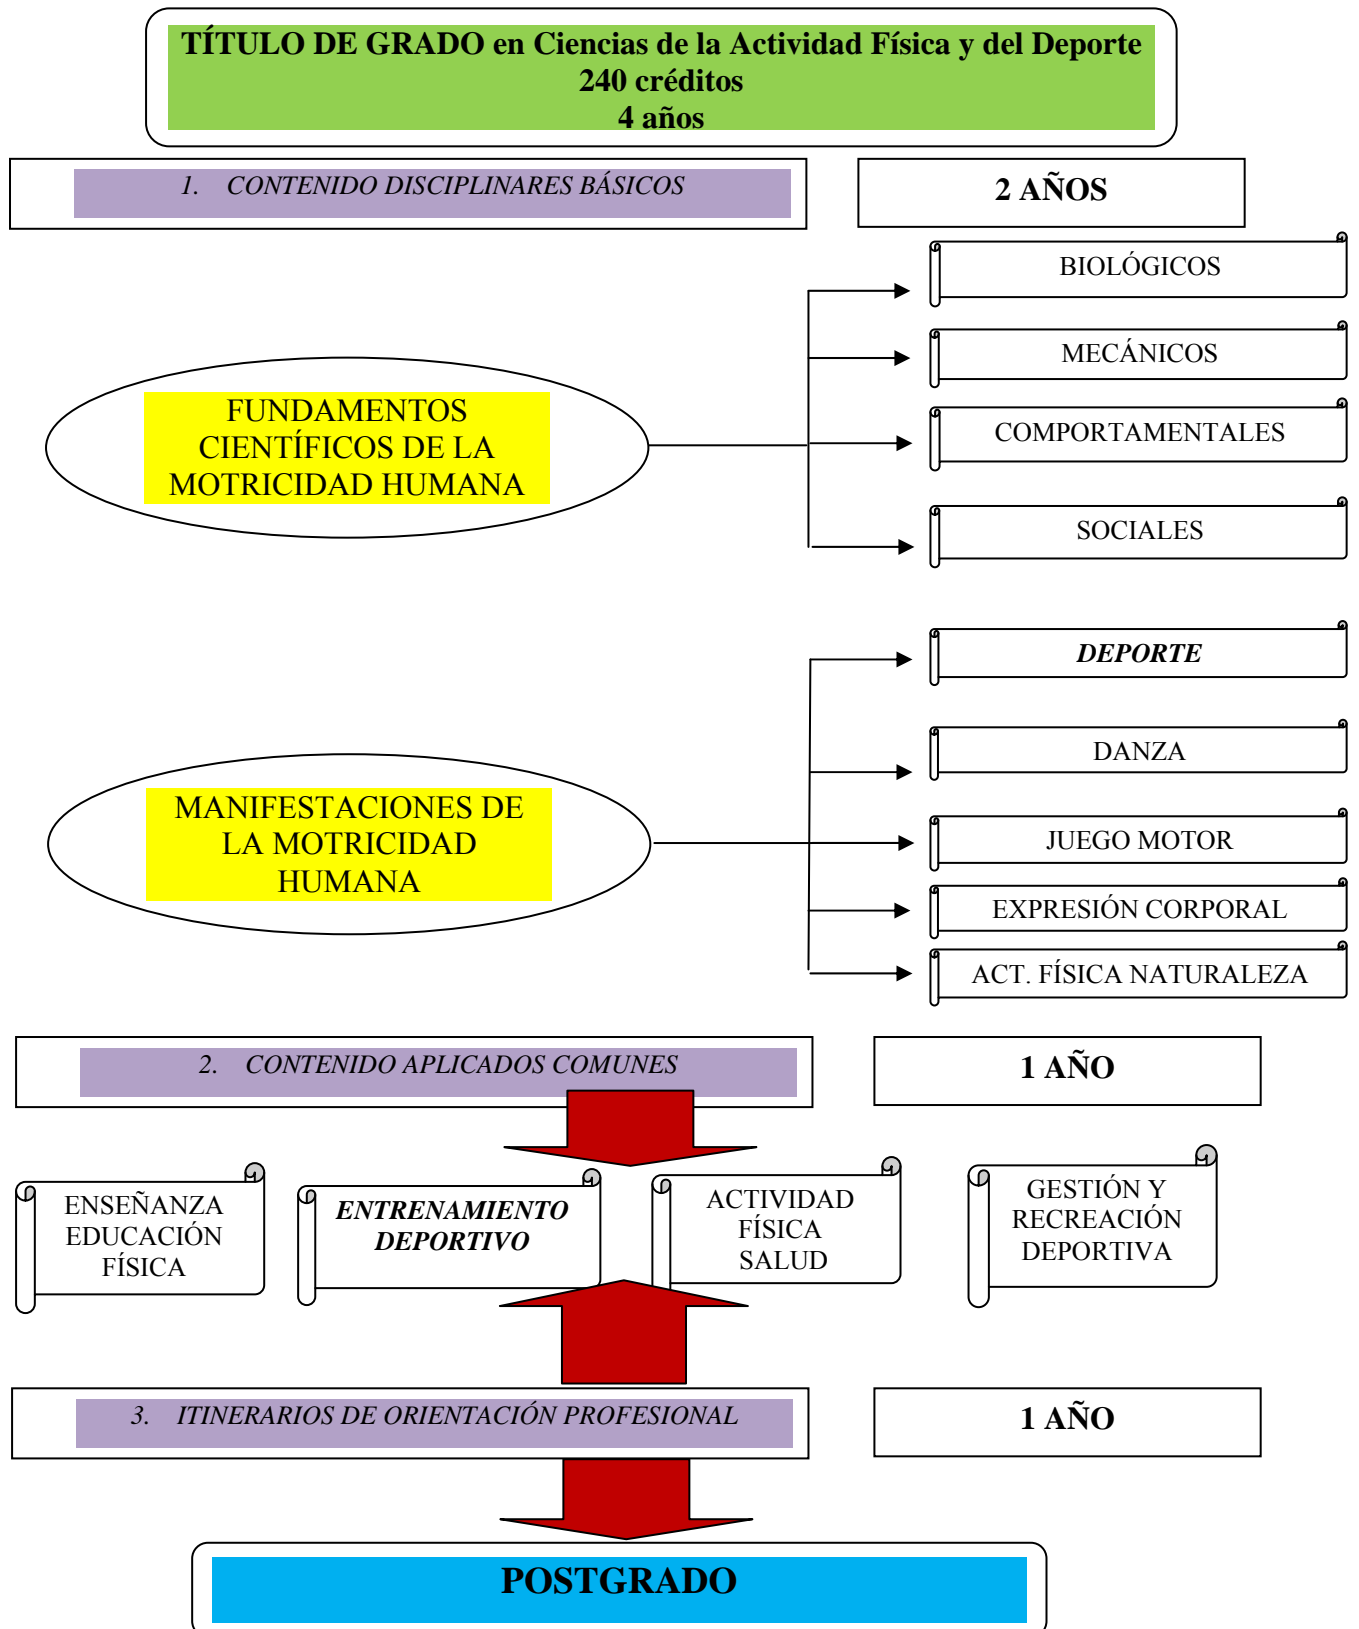 TÍTULO DE GRADO en Ciencias de la Actividad Física y del Deporte
240 créditos
4 años
1. CONTENIDO DISCIPLINARES BÁSICOS
2 AÑOS
BIOLÓGICOS
MECÁNICOS
FUNDAMENTOS
CIENTÍFICOS DE LA
MOTRICIDAD HUMANA
COMPORTAMENTALES
SOCIALES
DEPORTE
DANZA
MANIFESTACIONES DE
LA MOTRICIDAD
HUMANA
JUEGO MOTOR
EXPRESIÓN CORPORAL
ACT. FÍSICA NATURALEZA
2. CONTENIDO APLICADOS COMUNES
1 AÑO
ENSEÑANZA
EDUCACIÓN
FÍSICA
ENTRENAMIENTO
DEPORTIVO
ACTIVIDAD
FÍSICA
SALUD
GESTIÓN Y
RECREACIÓN
DEPORTIVA
3. ITINERARIOS DE ORIENTACIÓN PROFESIONAL
1 AÑO
POSTGRADO